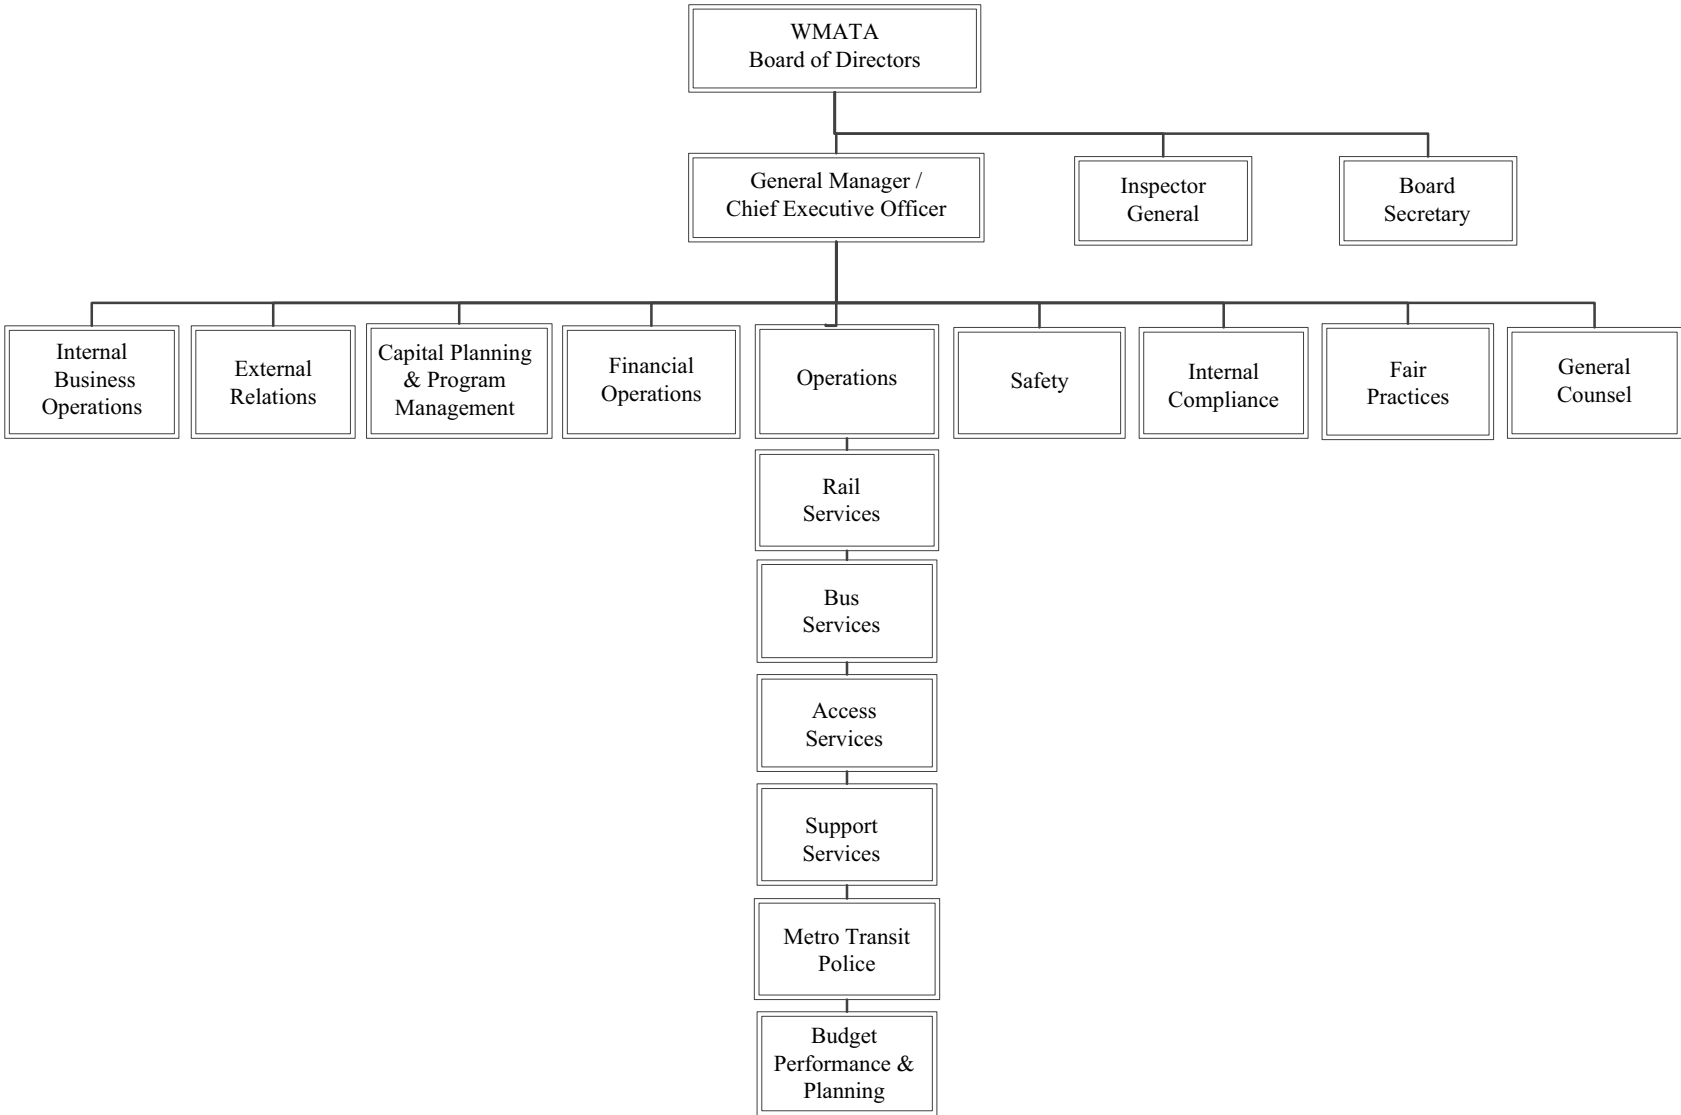 WMATA
Board of Directors
General Manager /
Chief Executive Officer
Inspector
General
Board
Secretary
Internal
Business
Operations
External
Relations
Capital Planning
& Program
Management
Financial
Operations
Operations
Safety
Internal
Compliance
Fair
Practices
General
Counsel
Rail
Services
Bus
Services
Access
Services
Support
Services
Metro Transit
Police
Budget
Performance &
Planning